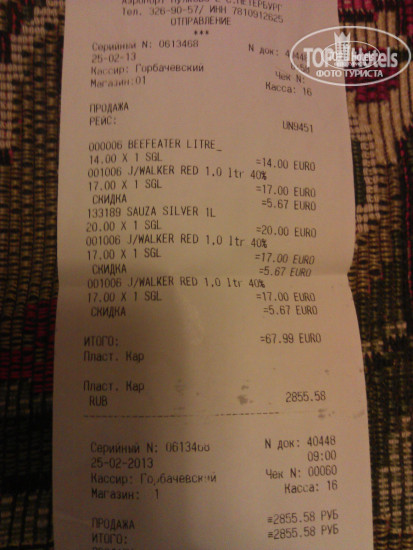 Аэропорт Пулково С.ПЕТЕРБУРГ
Тел. 326-90-57/ ИНН 7810912625
ОТПРАВЛЕНИЕ
***
Серийный N: 0613468 N док: 40448
25-02-13
Кассир: Горбачевский Чек N:
Магазин:01 Касса: 16
ПРОДАЖА
РЕЙС: UN9451
000006 BEEFEATER LITRE_
14.00 X 1 SGL =14.00 EURO
001006 J/WALKER RED 1,0 ltr 40%
17.00 X 1 SGL =17.00 EURO
СКИДКА =5.67 EURO
133189 SAUZA SILVER 1L
20.00 X 1 SGL =20.00 EURO
001006 J/WALKER RED 1,0 ltr 40%
17.00 X 1 SGL =17.00 EURO
СКИДКА =5.67 EURO
001006 J/WALKER RED 1,0 ltr 40%
17.00 X 1 SGL =17.00 EURO
СКИДКА =5.67 EURO
ИТОГО: =67.99 EURO
Пласт. Кар
Пласт. Кар
RUB 2855.58
Серийный N: 0613468 N док: 40448
25-02-2013 09:00
Кассир: Горбачевский Чек N: 00060
Магазин: 1 Касса: 16
ПРОДАЖА =2855.58 РУБ
ИТОГО: =2855.58 РУБ
TOPHotels
ФОТО ТУРИСТА